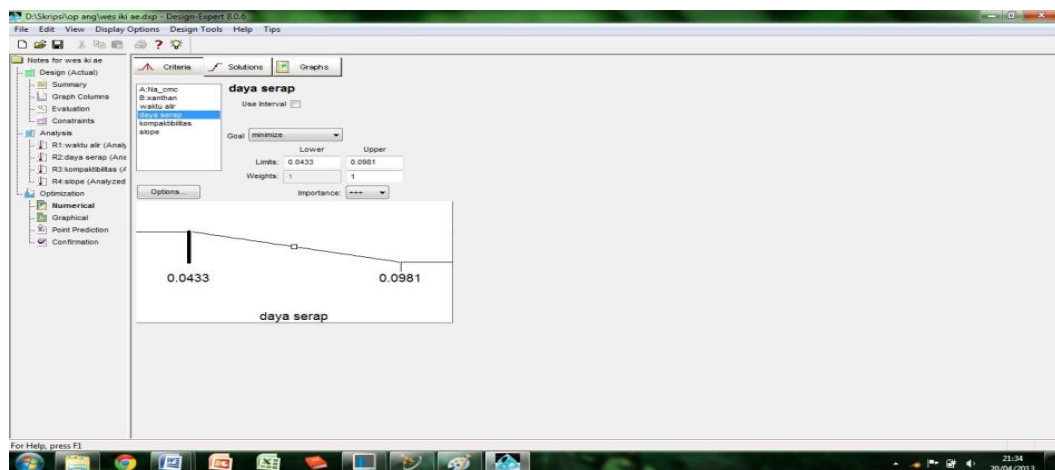 D:\Skripsi\op ang\wes iki ae.dxp - Design-Expert 8.0.6
File Edit View Display Options Design Tools Help Tips
Notes for wes iki ae
Design (Actual)
Summary
Graph Columns
Evaluation
Constraints
Analysis
R1:waktu alir (Analy
R2:daya serap (Ana
R3:kompaktibilitas (A
R4:slope (Analyzed
Optimization
Numerical
Graphical
Point Prediction
Confirmation
Criteria Solutions Graphs
A:Na_cmc
B:xanthan
waktu alir
daya serap
kompaktibilitas
slope
daya serap
Use Interval
Goal minimize
Lower Upper
Limits: 0.0433 0.0981
Weights: 1 1
Options... Importance: +++
0.0433 0.0981
daya serap
For Help, press F1
21:34
20/04/2013